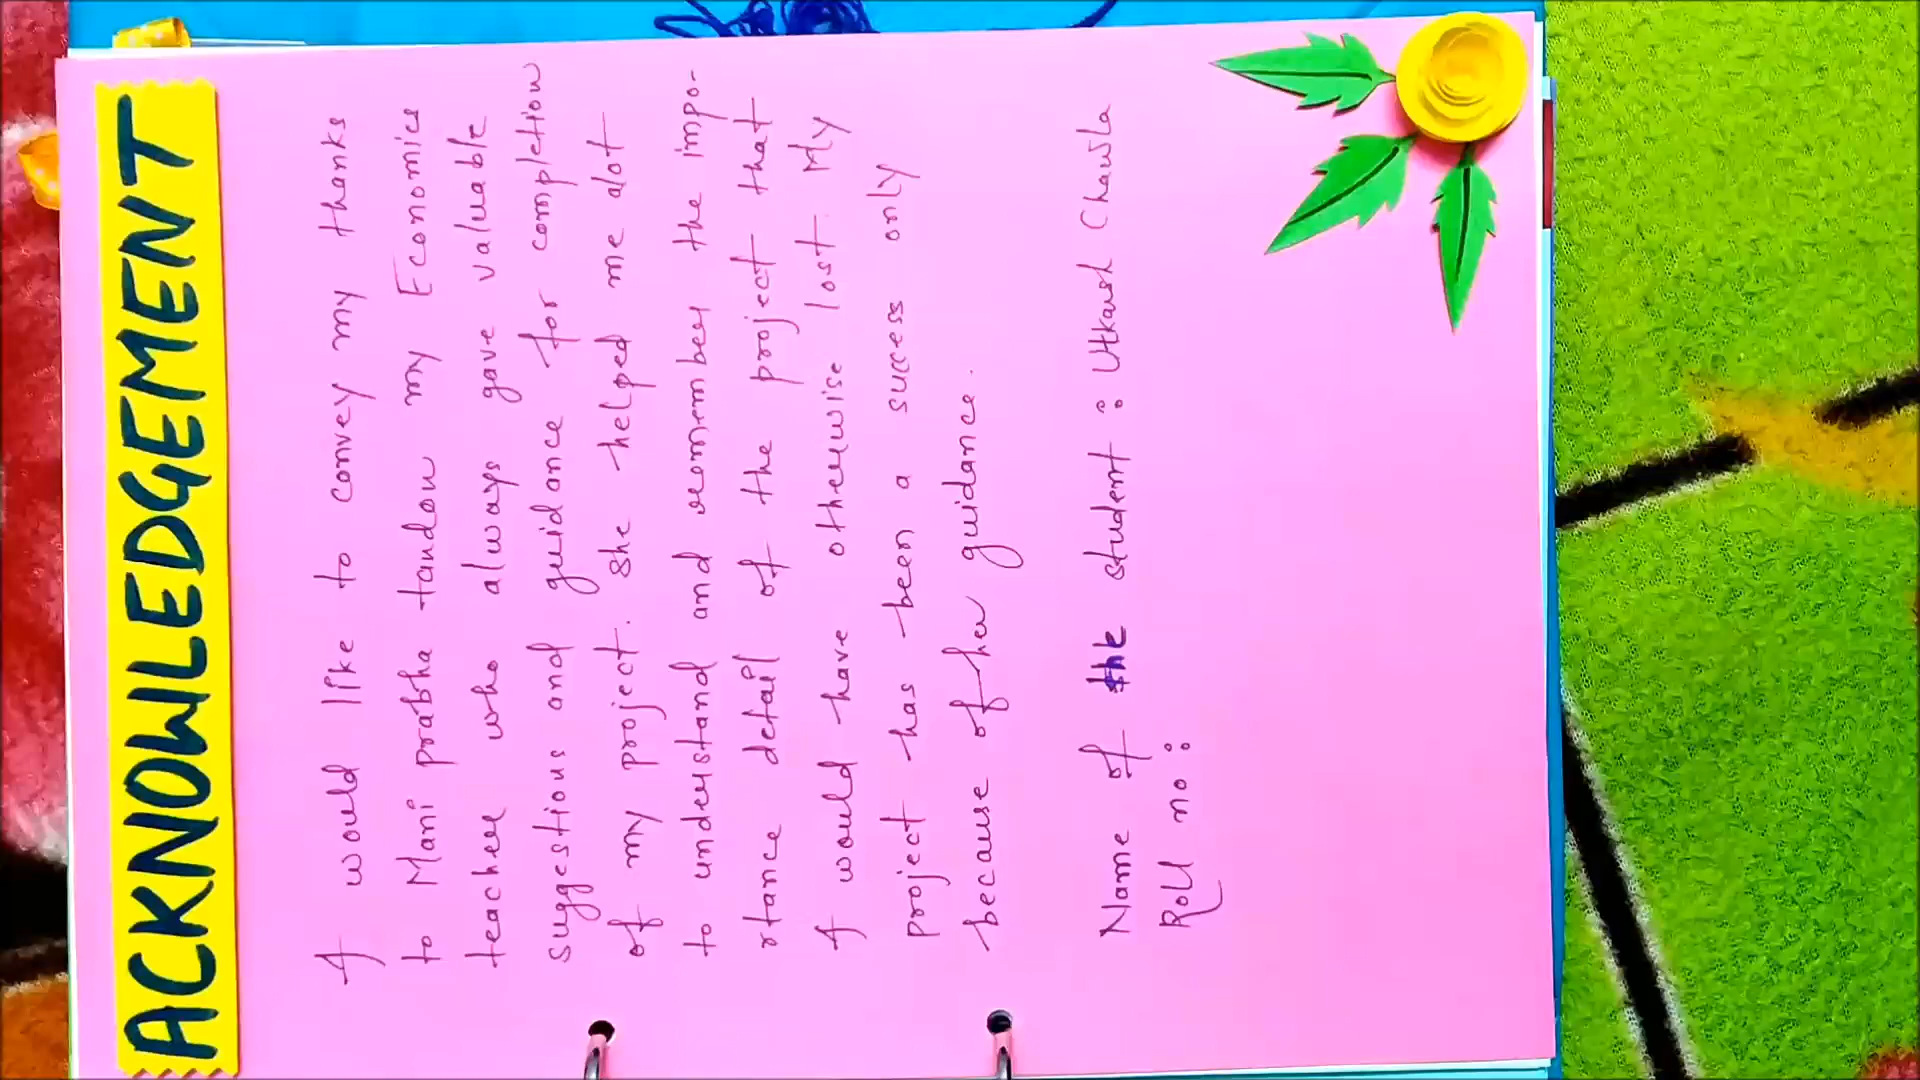 ACKNOWLEDGEMENT
I would like to convey my thanks
to Mani prabha tandon my Economics
teacher who always gave valuable
suggestions and guidance for completion
of my project. She helped me alot
to understand and remember the impo-
rtance detail of the project that
I would have otherwise lost. My
project has been a success only
because of her guidance.
Name of the student : Utkarsh Chawla
Roll no :